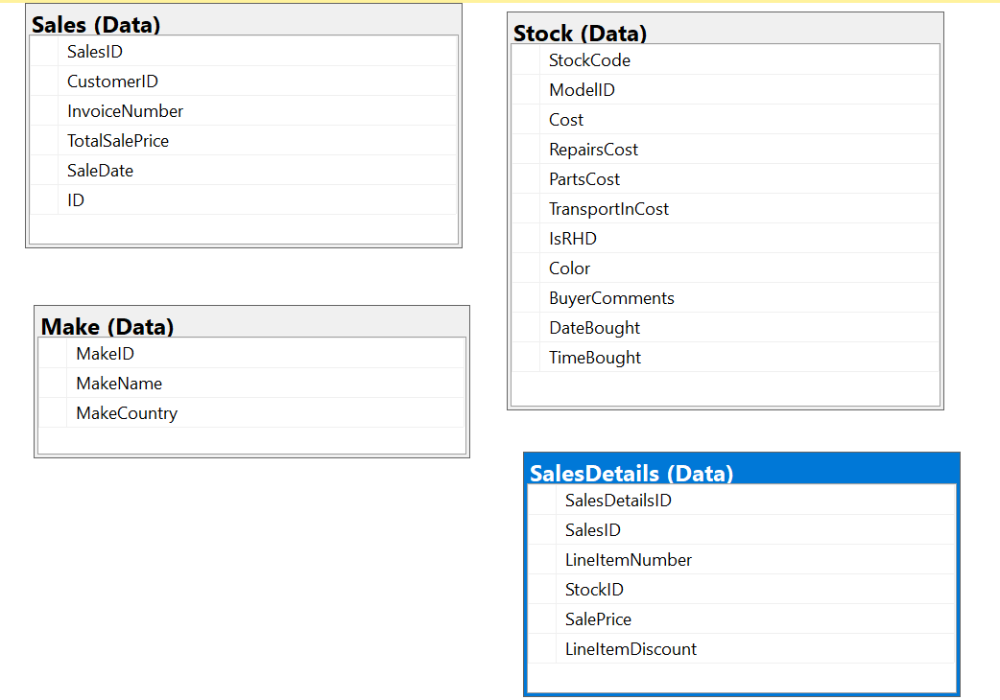 Sales (Data)
SalesID
CustomerID
InvoiceNumber
TotalSalePrice
SaleDate
ID
Stock (Data)
StockCode
ModelID
Cost
RepairsCost
PartsCost
TransportInCost
IsRHD
Color
BuyerComments
DateBought
TimeBought
Make (Data)
MakeID
MakeName
MakeCountry
SalesDetails (Data)
SalesDetailsID
SalesID
LineItemNumber
StockID
SalePrice
LineItemDiscount